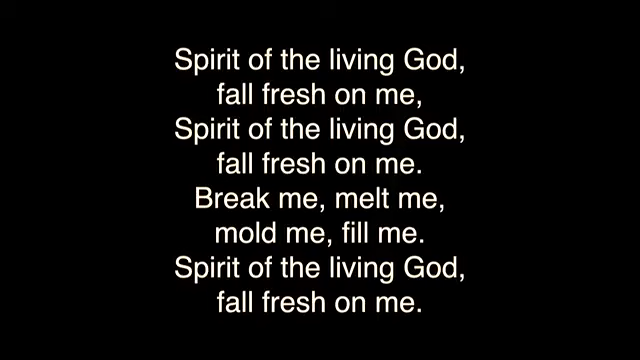 Spirit of the living God,
fall fresh on me,
Spirit of the living God,
fall fresh on me.
Break me, melt me,
mold me, fill me.
Spirit of the living God,
fall fresh on me.